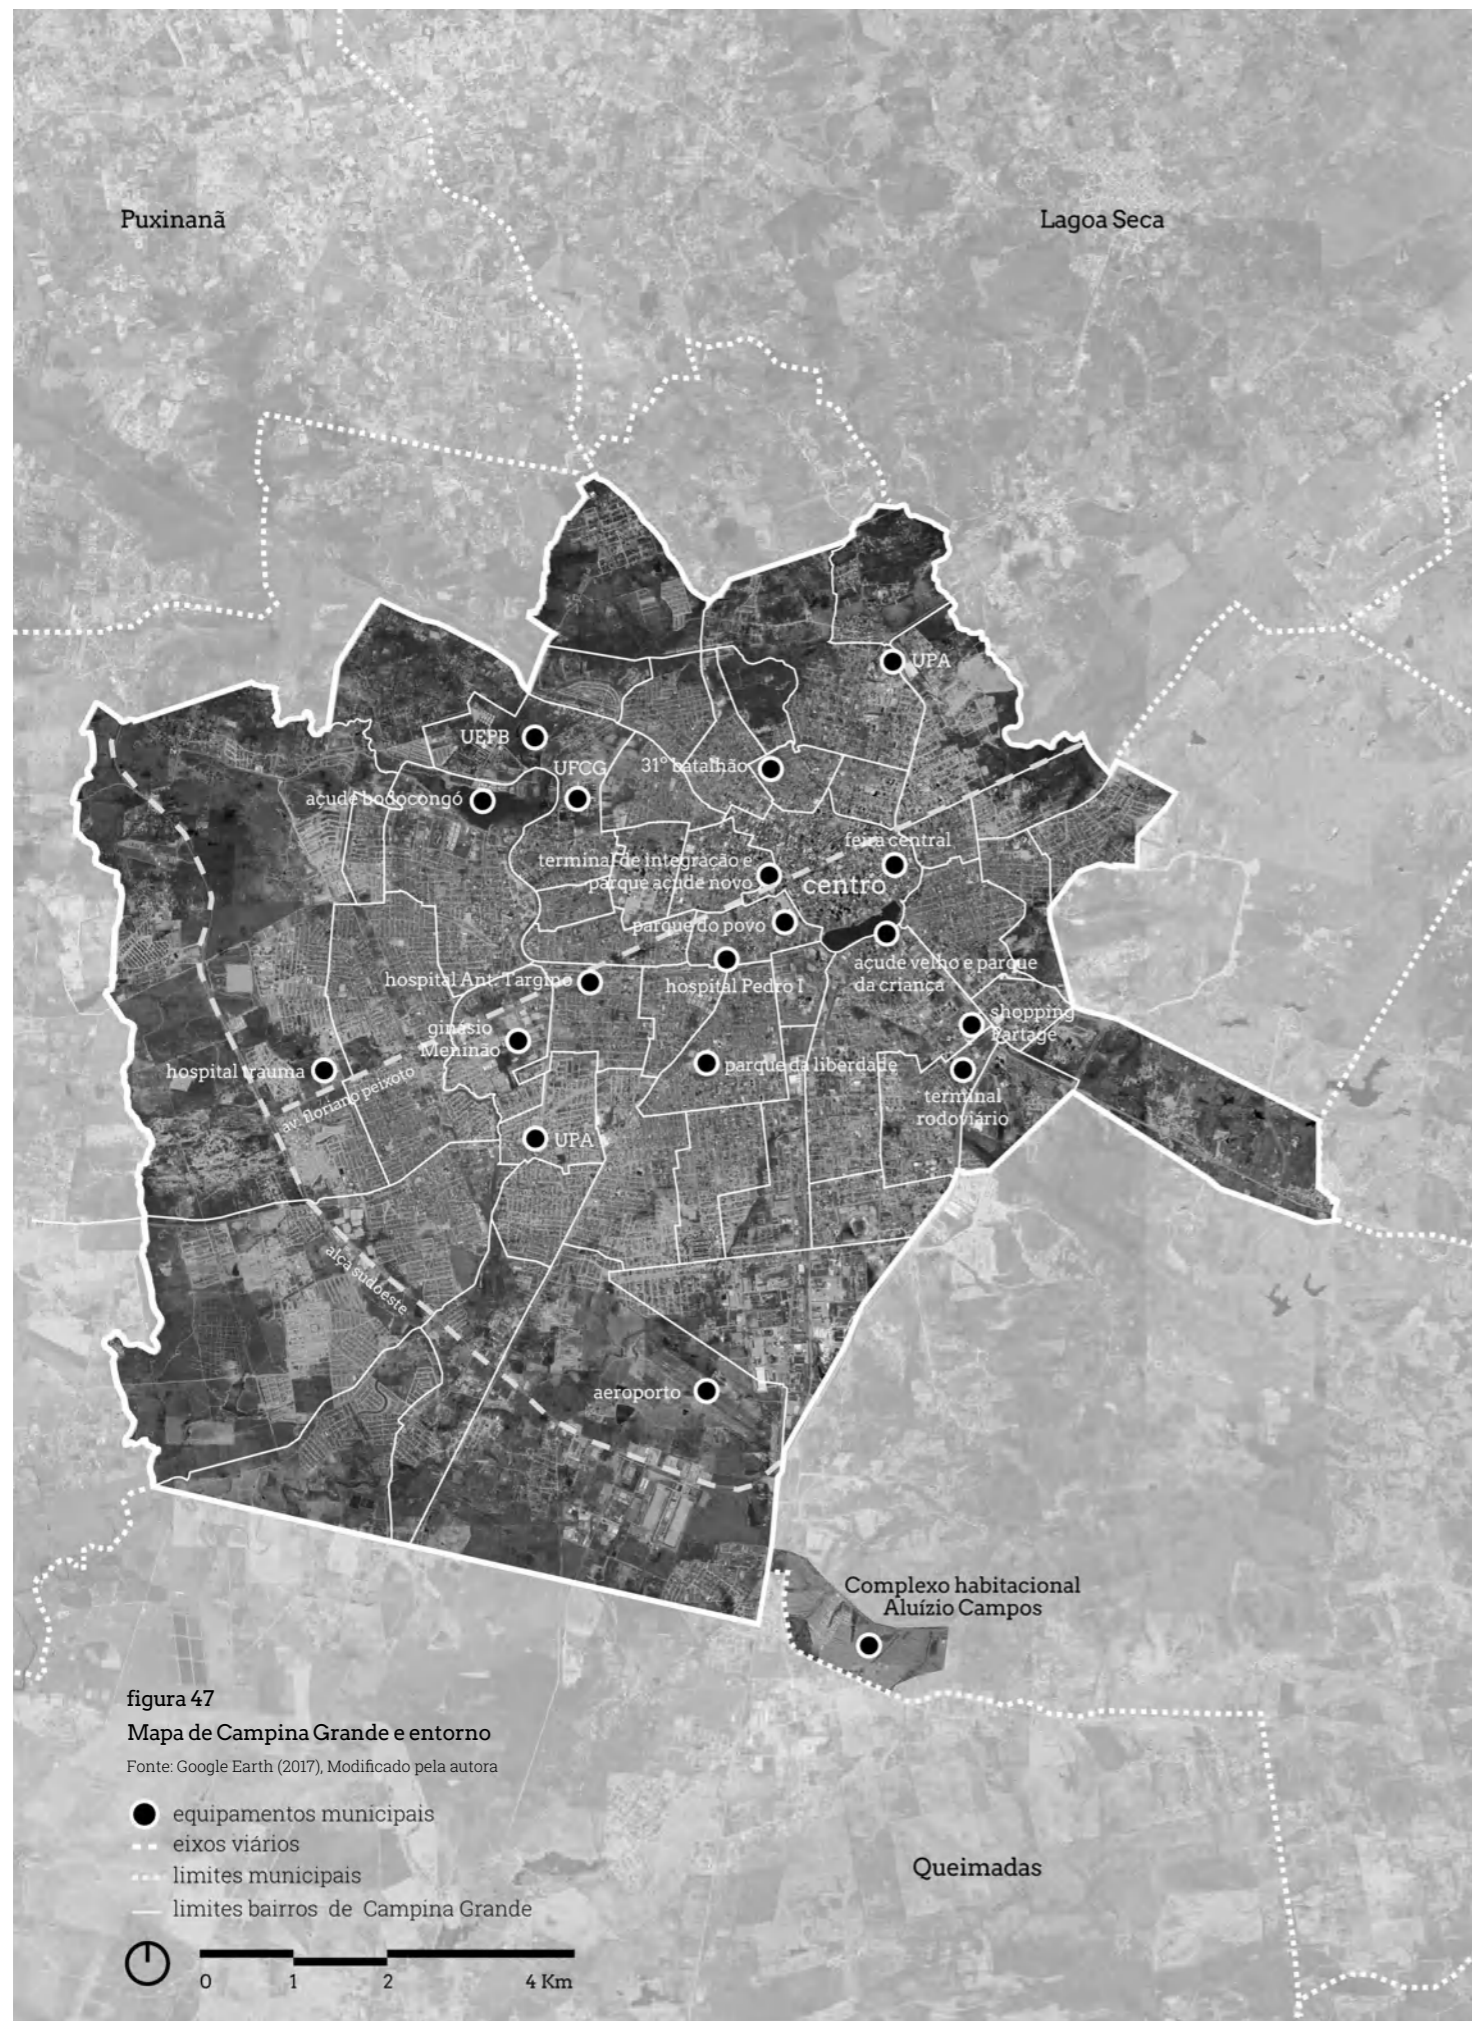 Puxinanã
Lagoa Seca
UPA
UEPB
UFCG
31° batalhão
açude bodocongó
feira central
terminal de integração e
parque açude novo
centro
parque do povo
hospital Ant. Targino
hospital Pedro I
açude velho e parque
da criança
shopping
Partage
ginásio
Meninão
hospital trauma
parque da liberdade
av. floriano peixoto
terminal
rodoviário
UPA
alça sudoeste
aeroporto
Complexo habitacional
Aluízio Campos
figura 47
Mapa de Campina Grande e entorno
Fonte: Google Earth (2017), Modificado pela autora
equipamentos municipais
eixos viários
limites municipais
limites bairros de Campina Grande
Queimadas
0 1 2 4 Km